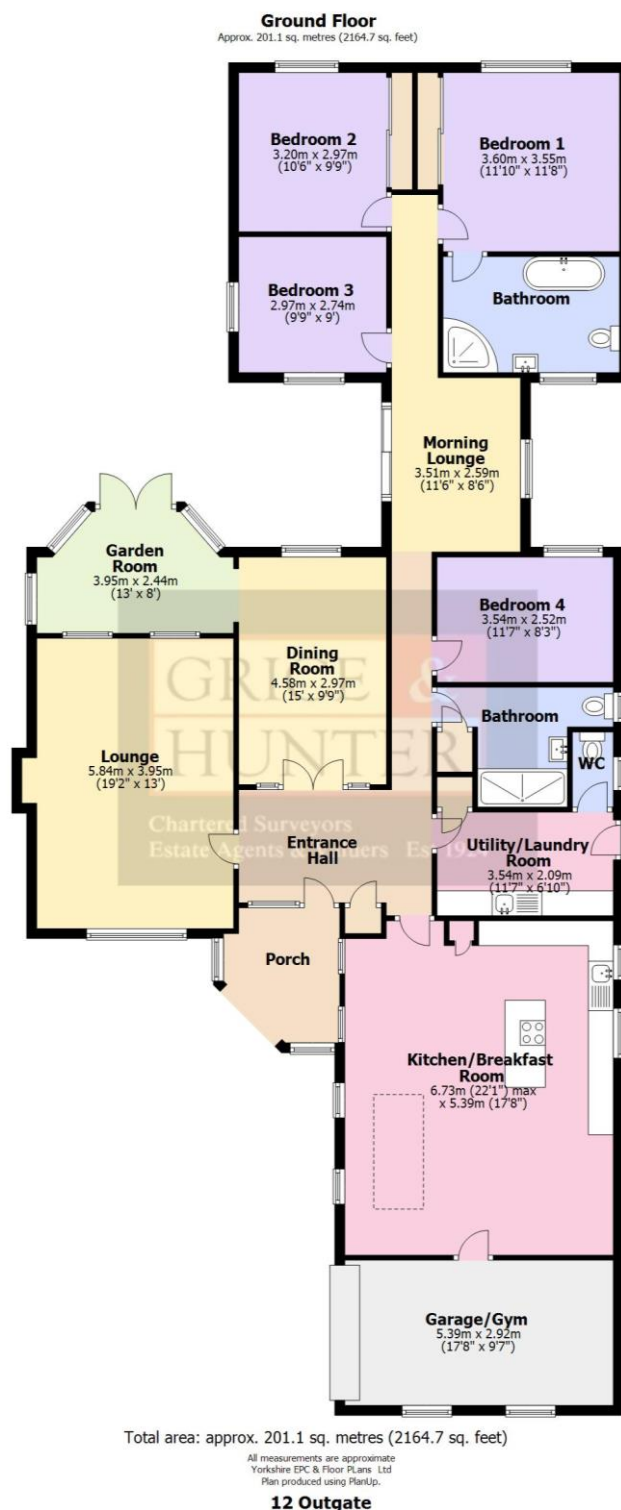 Ground Floor
Approx. 201.1 sq. metres (2164.7 sq. feet)
Bedroom 2
3.20m x 2.97m
(10'6" x 9'9")
Bedroom 1
3.60m x 3.55m
(11'10" x 11'8")
Bedroom 3
2.97m x 2.74m
(9'9" x 9')
Bathroom
Morning
Lounge
3.51m x 2.59m
(11'6" x 8'6")
Garden
Room
3.95m x 2.44m
(13' x 8')
Bedroom 4
3.54m x 2.52m
(11'7" x 8'3")
Dining
Room
4.58m x 2.97m
(15' x 9'9")
Lounge
5.84m x 3.95m
(19'2" x 13')
Bathroom
WC
&
HUNTER
Chartered Surveyors
Estate Agents &
Entrance
Hall
Utility/Laundry
Room
3.54m x 2.09m
(11'7" x 6'10")
Porch
Kitchen/Breakfast
Room
6.73m (22'1") max
x 5.39m (17'8")
Garage/Gym
5.39m x 2.92m
(17'8" x 9'7")
Total area: approx. 201.1 sq. metres (2164.7 sq. feet)
All measurements are approximate
Yorkshire EPC & Floor PLans Ltd
Plan produced using PlanUp.
12 Outgate